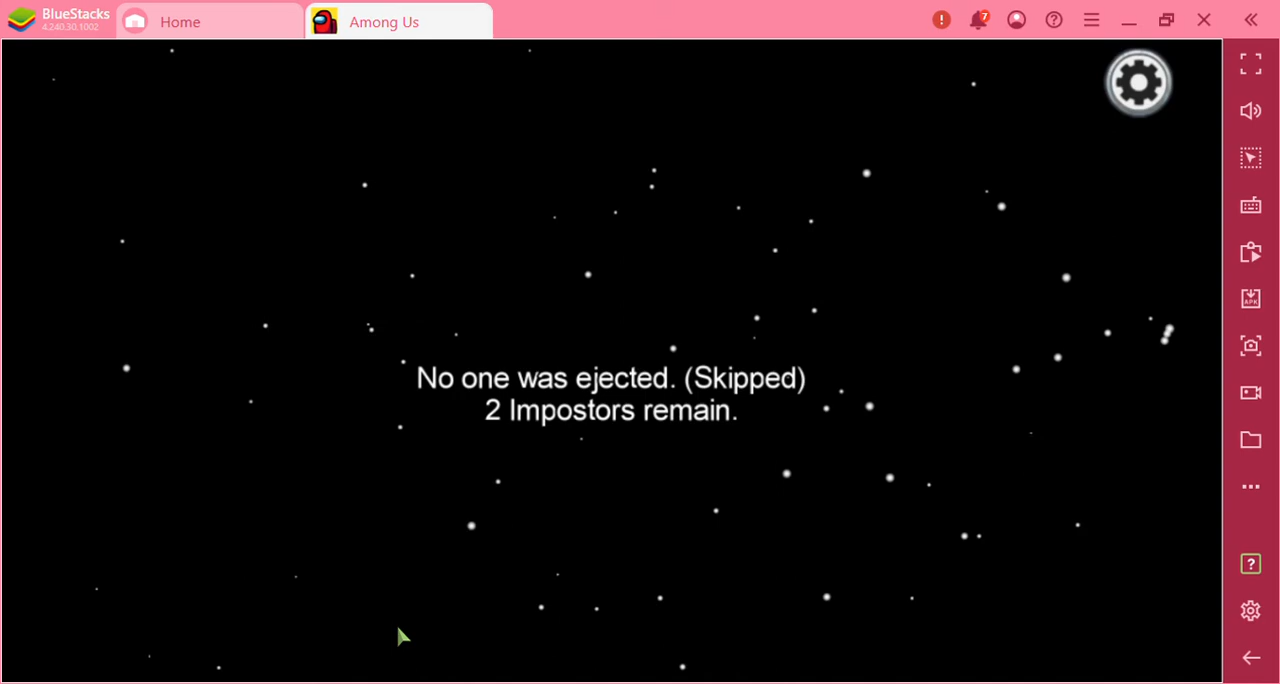 BlueStacks
4.240.30.1002
Home
Among Us
7
No one was ejected. (Skipped)
2 Impostors remain.
APK